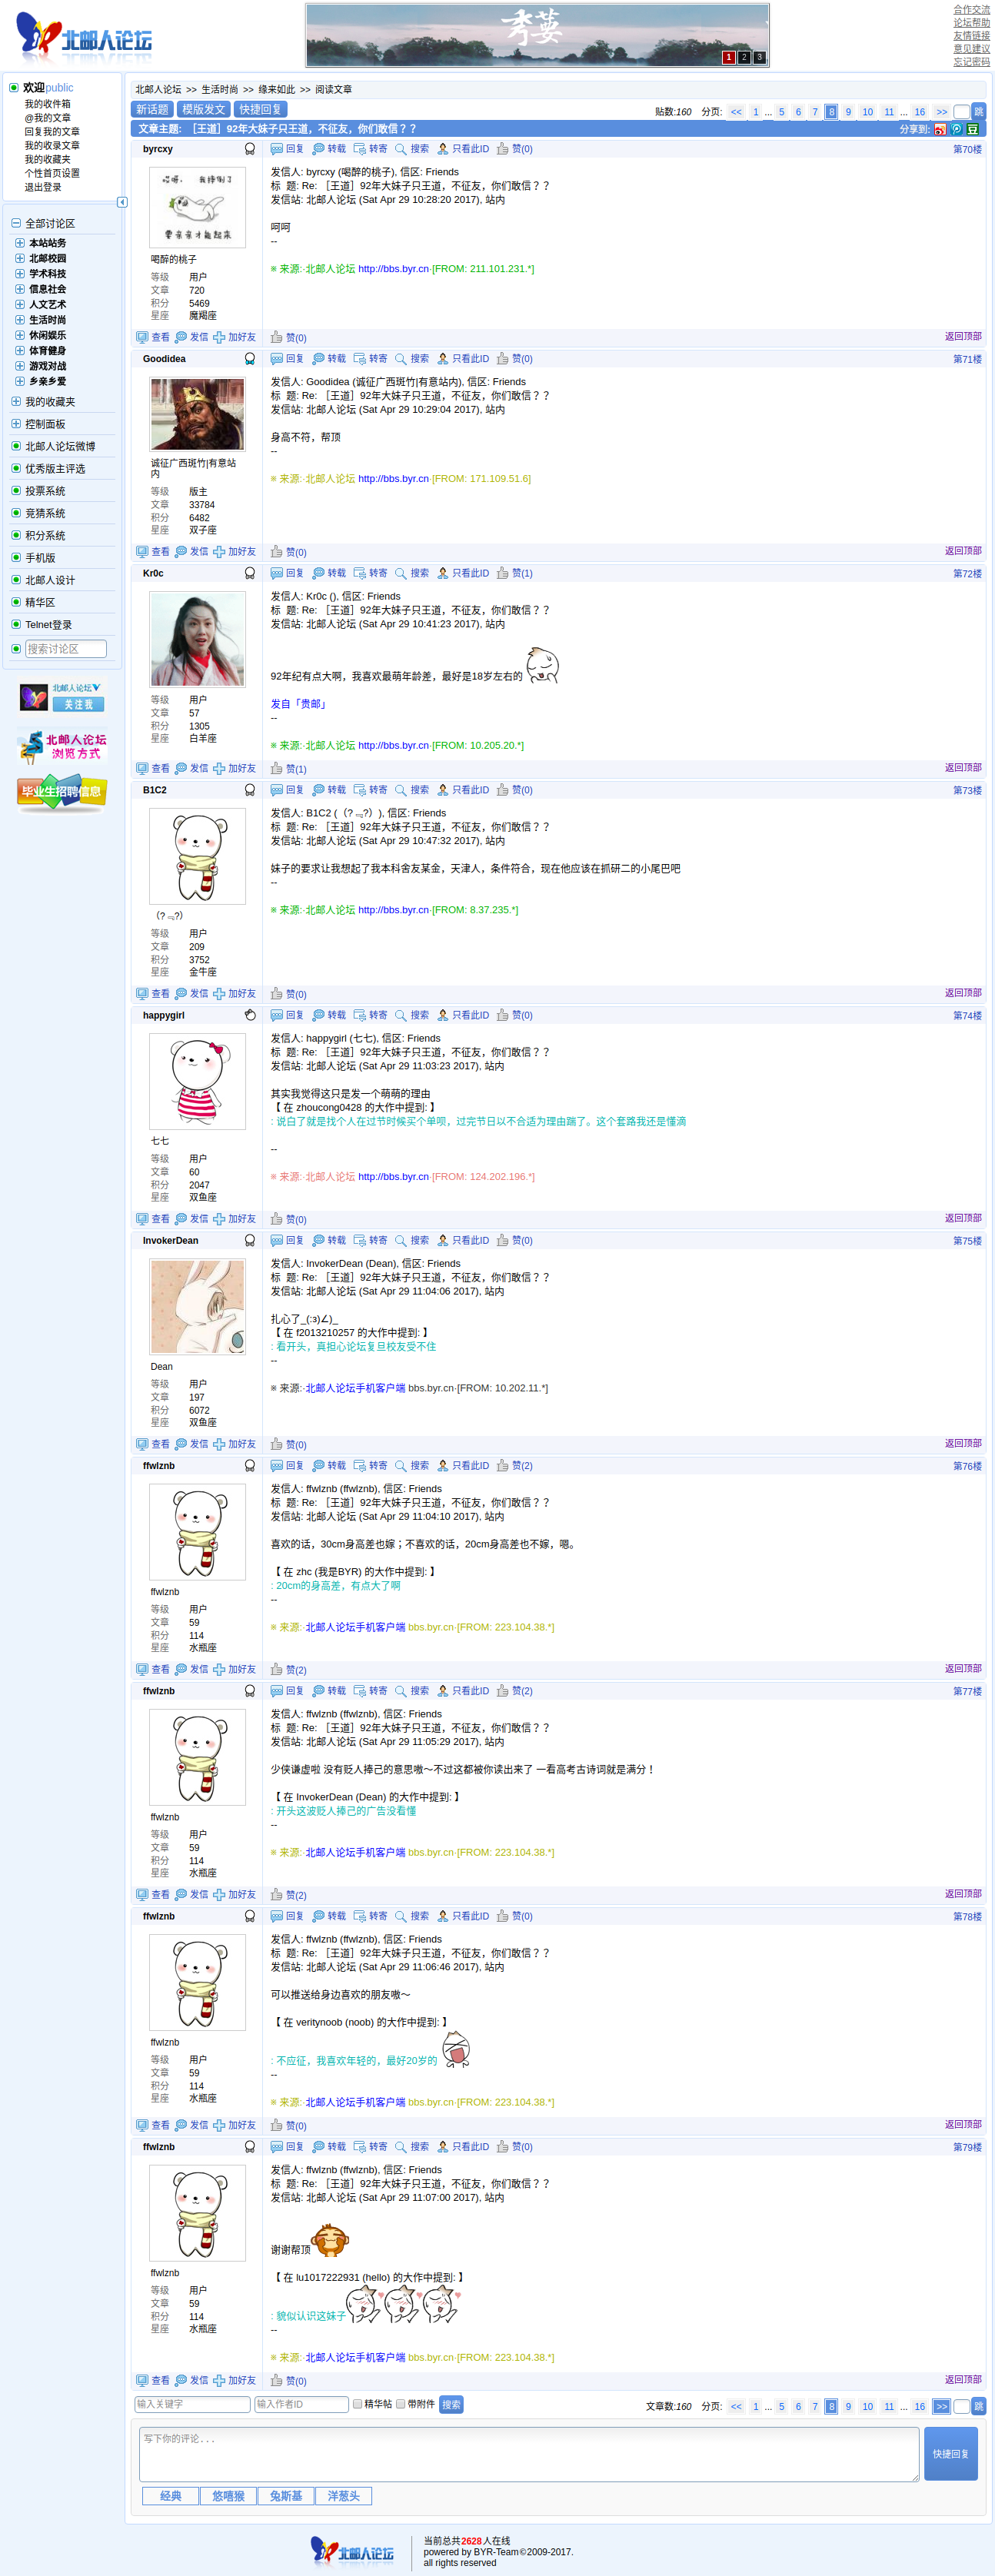 北邮人论坛
秀蒌
1 2 3
合作交流
论坛帮助
友情链接
意见建议
忘记密码
欢迎public
我的收件箱
@我的文章
回复我的文章
我的收录文章
我的收藏夹
个性首页设置
退出登录
全部讨论区
本站站务
北邮校园
学术科技
信息社会
人文艺术
生活时尚
休闲娱乐
体育健身
游戏对战
乡亲乡爱
我的收藏夹
控制面板
北邮人论坛微博
优秀版主评选
投票系统
竞猜系统
积分系统
手机版
北邮人设计
精华区
Telnet登录
搜索讨论区
北邮人论坛
关注我
北邮人论坛
浏览方式
毕业生招聘信息
北邮人论坛 >> 生活时尚 >> 缘来如此 >> 阅读文章
新话题 模版发文 快捷回复
贴数:160 分页: << 1 ... 5 6 7 8 9 10 11 ... 16 >> 跳
文章主题: [王道] 92年大妹子只王道，不征友，你们敢信？？ 分享到:
byrcxy 回复 转载 转寄 搜索 只看此ID 赞(0) 第70楼
哎呀， 我摔倒了
要亲亲才能起来
喝醉的桃子
等级 用户
文章 720
积分 5469
星座 魔羯座
发信人: byrcxy (喝醉的桃子), 信区: Friends
标 题: Re: [王道] 92年大妹子只王道，不征友，你们敢信？？
发信站: 北邮人论坛 (Sat Apr 29 10:28:20 2017), 站内
呵呵
--
※ 来源:·北邮人论坛 http://bbs.byr.cn·[FROM: 211.101.231.*]
查看 发信 加好友 赞(0) 返回顶部
Goodidea 回复 转载 转寄 搜索 只看此ID 赞(0) 第71楼
诚征广西斑竹|有意站内
等级 版主
文章 33784
积分 6482
星座 双子座
发信人: Goodidea (诚征广西斑竹|有意站内), 信区: Friends
标 题: Re: [王道] 92年大妹子只王道，不征友，你们敢信？？
发信站: 北邮人论坛 (Sat Apr 29 10:29:04 2017), 站内
身高不符，帮顶
--
※ 来源:·北邮人论坛 http://bbs.byr.cn·[FROM: 171.109.51.6]
查看 发信 加好友 赞(0) 返回顶部
Kr0c 回复 转载 转寄 搜索 只看此ID 赞(1) 第72楼
等级 用户
文章 57
积分 1305
星座 白羊座
发信人: Kr0c (), 信区: Friends
标 题: Re: [王道] 92年大妹子只王道，不征友，你们敢信？？
发信站: 北邮人论坛 (Sat Apr 29 10:41:23 2017), 站内
92年纪有点大啊，我喜欢最萌年龄差，最好是18岁左右的
发自「贵邮」
--
※ 来源:·北邮人论坛 http://bbs.byr.cn·[FROM: 10.205.20.*]
查看 发信 加好友 赞(1) 返回顶部
B1C2 回复 转载 转寄 搜索 只看此ID 赞(0) 第73楼
(？﹃?）
等级 用户
文章 209
积分 3752
星座 金牛座
发信人: B1C2 (（？﹃?）), 信区: Friends
标 题: Re: [王道] 92年大妹子只王道，不征友，你们敢信？？
发信站: 北邮人论坛 (Sat Apr 29 10:47:32 2017), 站内
妹子的要求让我想起了我本科舍友某金，天津人，条件符合，现在他应该在抓研二的小尾巴吧
--
※ 来源:·北邮人论坛 http://bbs.byr.cn·[FROM: 8.37.235.*]
查看 发信 加好友 赞(0) 返回顶部
happygirl 回复 转载 转寄 搜索 只看此ID 赞(0) 第74楼
七七
等级 用户
文章 60
积分 2047
星座 双鱼座
发信人: happygirl (七七), 信区: Friends
标 题: Re: [王道] 92年大妹子只王道，不征友，你们敢信？？
发信站: 北邮人论坛 (Sat Apr 29 11:03:23 2017), 站内
其实我觉得这只是发一个萌萌的理由
【 在 zhoucong0428 的大作中提到: 】
: 说白了就是找个人在过节时候买个单呗，过完节日以不合适为理由踹了。这个套路我还是懂滴
--
※ 来源:·北邮人论坛 http://bbs.byr.cn·[FROM: 124.202.196.*]
查看 发信 加好友 赞(0) 返回顶部
InvokerDean 回复 转载 转寄 搜索 只看此ID 赞(0) 第75楼
Dean
等级 用户
文章 197
积分 6072
星座 双鱼座
发信人: InvokerDean (Dean), 信区: Friends
标 题: Re: [王道] 92年大妹子只王道，不征友，你们敢信？？
发信站: 北邮人论坛 (Sat Apr 29 11:04:06 2017), 站内
扎心了_(:з)∠)_
【 在 f2013210257 的大作中提到: 】
: 看开头，真担心论坛复旦校友受不住
--
※ 来源:·北邮人论坛手机客户端 bbs.byr.cn·[FROM: 10.202.11.*]
查看 发信 加好友 赞(0) 返回顶部
ffwlznb 回复 转载 转寄 搜索 只看此ID 赞(2) 第76楼
ffwlznb
等级 用户
文章 59
积分 114
星座 水瓶座
发信人: ffwlznb (ffwlznb), 信区: Friends
标 题: Re: [王道] 92年大妹子只王道，不征友，你们敢信？？
发信站: 北邮人论坛 (Sat Apr 29 11:04:10 2017), 站内
喜欢的话，30cm身高差也嫁；不喜欢的话，20cm身高差也不嫁，嗯。
【 在 zhc (我是BYR) 的大作中提到: 】
: 20cm的身高差，有点大了啊
--
※ 来源:·北邮人论坛手机客户端 bbs.byr.cn·[FROM: 223.104.38.*]
查看 发信 加好友 赞(2) 返回顶部
ffwlznb 回复 转载 转寄 搜索 只看此ID 赞(2) 第77楼
ffwlznb
等级 用户
文章 59
积分 114
星座 水瓶座
发信人: ffwlznb (ffwlznb), 信区: Friends
标 题: Re: [王道] 92年大妹子只王道，不征友，你们敢信？？
发信站: 北邮人论坛 (Sat Apr 29 11:05:29 2017), 站内
少侠谦虚啦 没有贬人捧己的意思嗷～不过这都被你读出来了 一看高考古诗词就是满分！
【 在 InvokerDean (Dean) 的大作中提到: 】
: 开头这波贬人捧己的广告没看懂
--
※ 来源:·北邮人论坛手机客户端 bbs.byr.cn·[FROM: 223.104.38.*]
查看 发信 加好友 赞(2) 返回顶部
ffwlznb 回复 转载 转寄 搜索 只看此ID 赞(0) 第78楼
ffwlznb
等级 用户
文章 59
积分 114
星座 水瓶座
发信人: ffwlznb (ffwlznb), 信区: Friends
标 题: Re: [王道] 92年大妹子只王道，不征友，你们敢信？？
发信站: 北邮人论坛 (Sat Apr 29 11:06:46 2017), 站内
可以推送给身边喜欢的朋友嗷～
【 在 veritynoob (noob) 的大作中提到: 】
: 不应征，我喜欢年轻的，最好20岁的
--
※ 来源:·北邮人论坛手机客户端 bbs.byr.cn·[FROM: 223.104.38.*]
查看 发信 加好友 赞(0) 返回顶部
ffwlznb 回复 转载 转寄 搜索 只看此ID 赞(0) 第79楼
ffwlznb
等级 用户
文章 59
积分 114
星座 水瓶座
发信人: ffwlznb (ffwlznb), 信区: Friends
标 题: Re: [王道] 92年大妹子只王道，不征友，你们敢信？？
发信站: 北邮人论坛 (Sat Apr 29 11:07:00 2017), 站内
谢谢帮顶
【 在 lu1017222931 (hello) 的大作中提到: 】
: 貌似认识这妹子
--
※ 来源:·北邮人论坛手机客户端 bbs.byr.cn·[FROM: 223.104.38.*]
查看 发信 加好友 赞(0) 返回顶部
输入关键字 输入作者ID 精华帖 带附件 搜索
文章数:160 分页: << 1 ... 5 6 7 8 9 10 11 ... 16 >> 跳
写下你的评论...
快捷回复
经典 悠嘻猴 兔斯基 洋葱头
北邮人论坛
当前总共2628人在线
powered by BYR-Team©2009-2017.
all rights reserved